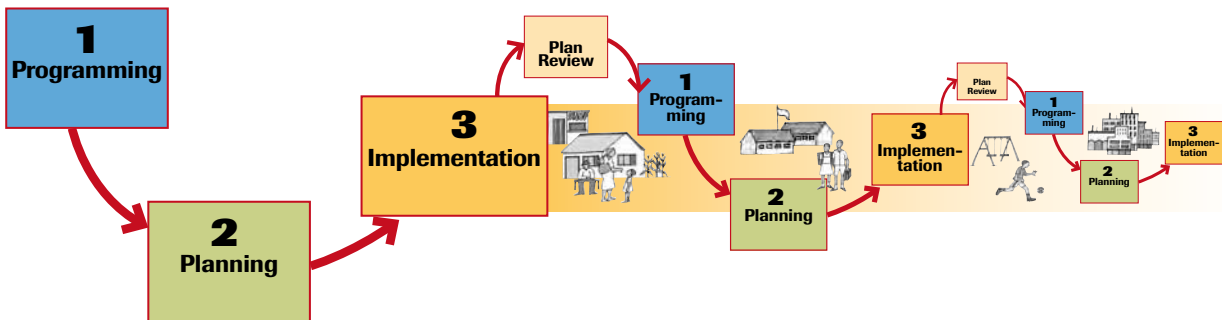 1
Programming
2
Planning
3
Implementation
Plan
Review
1
Program-
ming
2
Planning
3
Implemen-
tation
Plan
Review
1
Program-
ming
2
Planning
3
Implemen-
tation